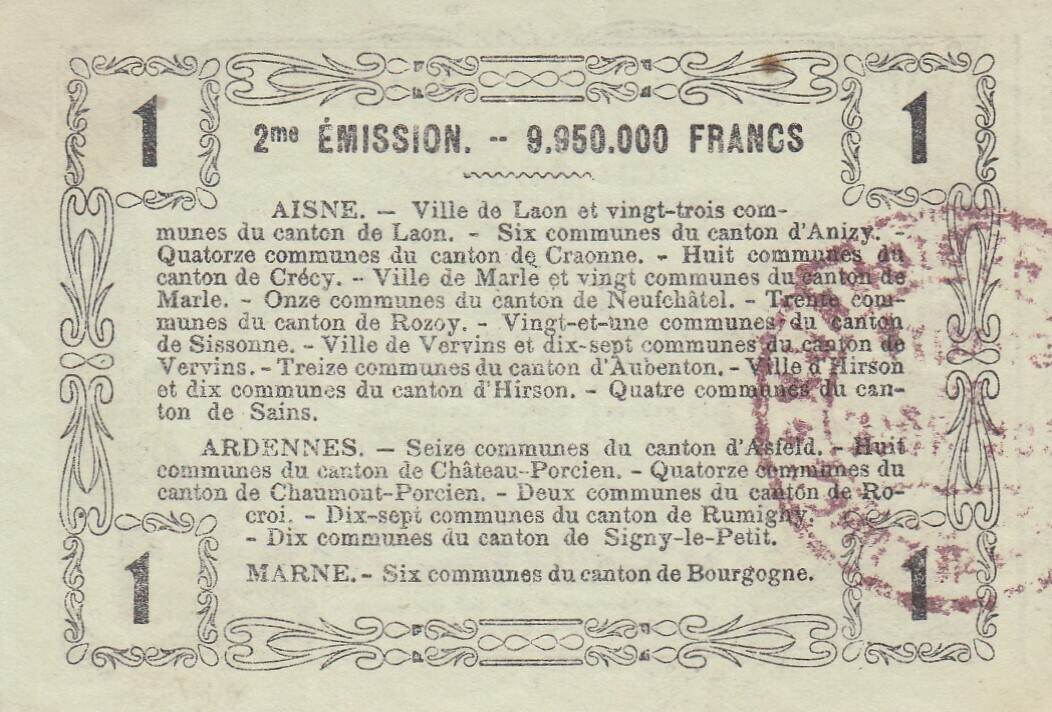 1 1
2me ÉMISSION. -- 9.950.000 FRANCS
AISNE. — Ville de Laon et vingt-trois com-
munes du canton de Laon. - Six communes du canton d'Anizy. -
Quatorze communes du canton de Craonne. - Huit communes du
canton de Crécy. - Ville de Marle et vingt communes du canton de
Marle. - Onze communes du canton de Neufchâtel. - Trente com-
munes du canton de Rozoy. - Vingt-et-une communes du canton
de Sissonne. - Ville de Vervins et dix-sept communes du canton de
Vervins. - Treize communes du canton d'Aubenton. - Ville d'Hirson
et dix communes du canton d'Hirson. - Quatre communes du can-
ton de Sains.
ARDENNES. — Seize communes du canton d'Asfeld. - Huit
communes du canton de Château-Porcien. - Quatorze communes du
canton de Chaumont-Porcien. - Deux communes du canton de Ro-
croi. - Dix-sept communes du canton de Rumigny.
- Dix communes du canton de Signy-le-Petit.
MARNE. - Six communes du canton de Bourgogne.
1 1